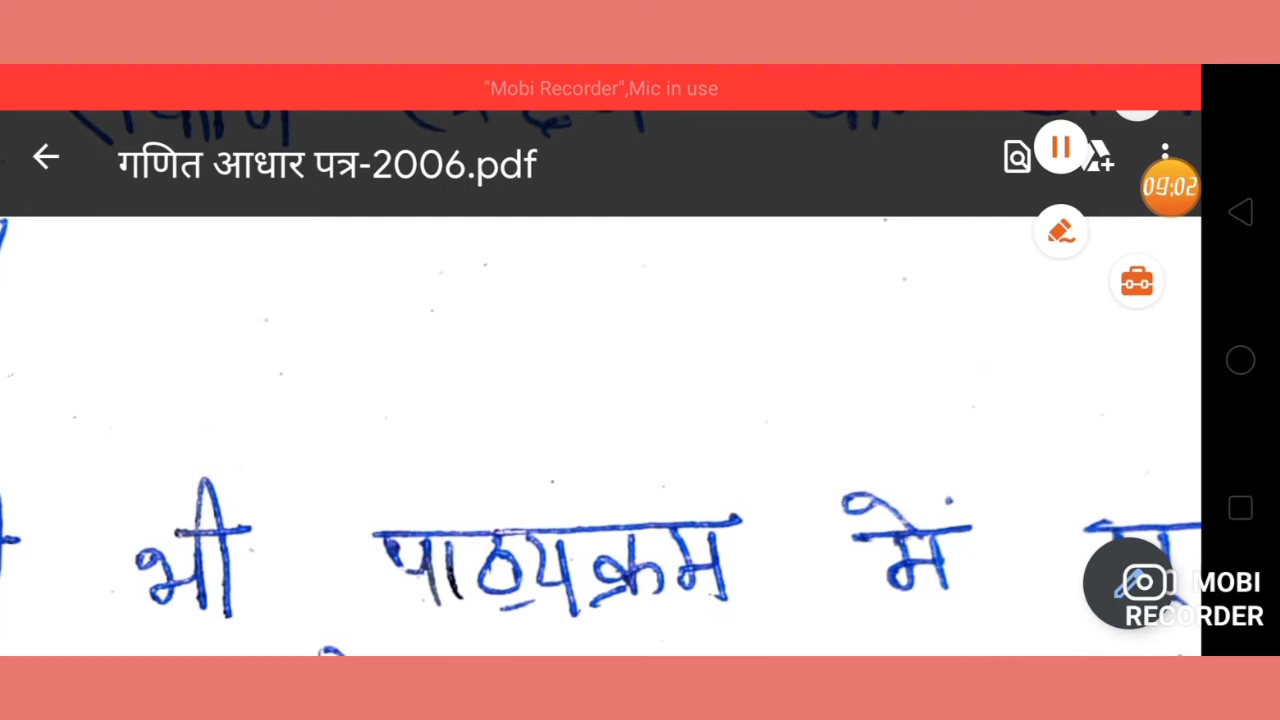 "Mobi Recorder",Mic in use
गणित आधार पत्र-2006.pdf
09:02
भी पाठ्यक्रम में
MOBI
RECORDER